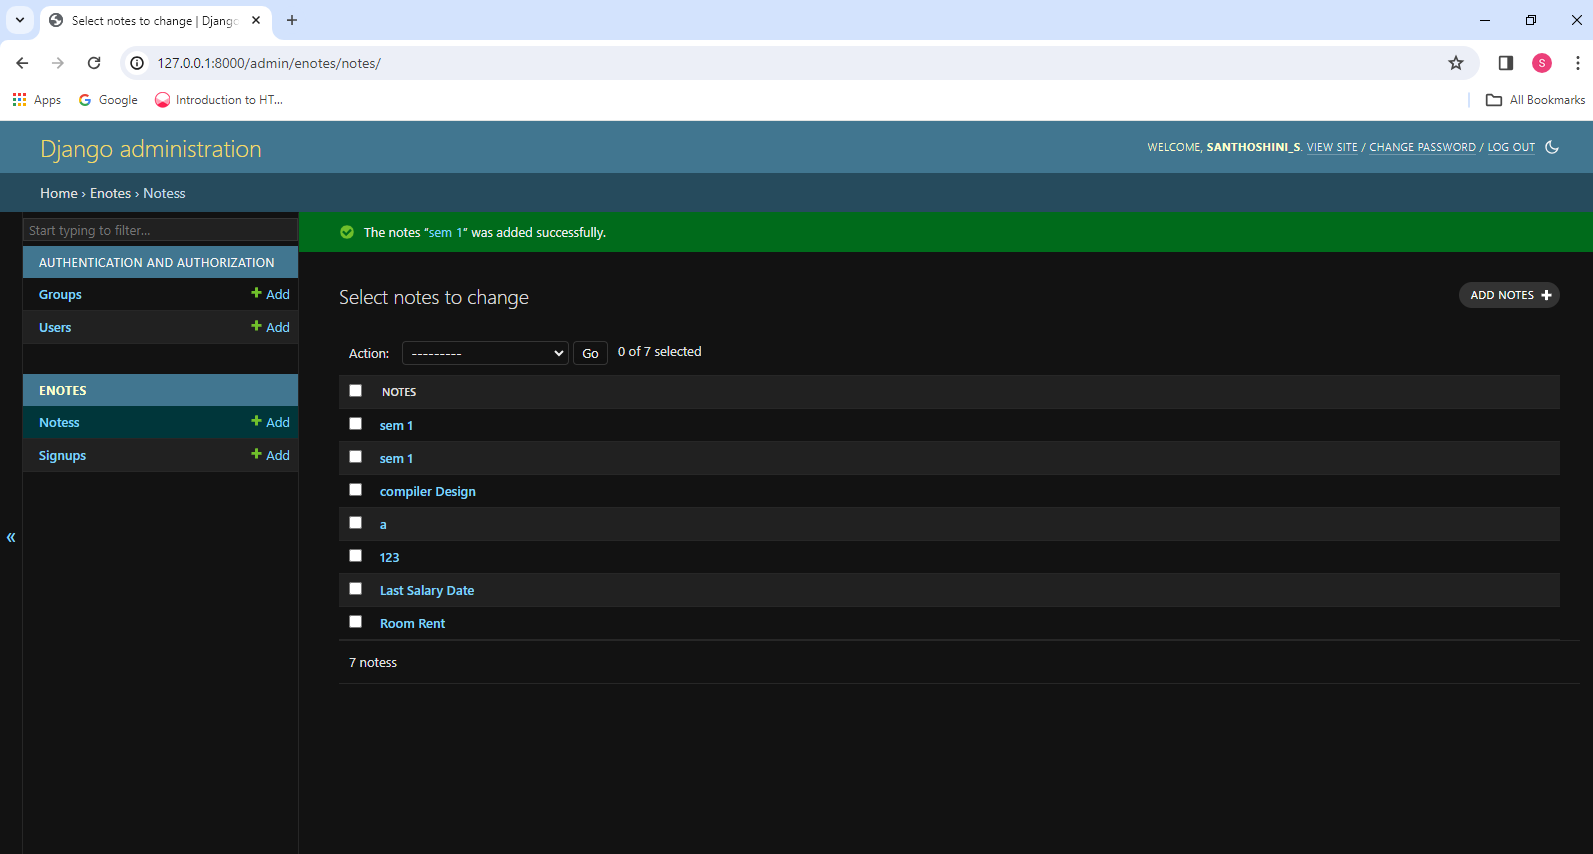 Select notes to change | Django
127.0.0.1:8000/admin/enotes/notes/
S
Apps
Google
Introduction to HT...
All Bookmarks
Django administration
WELCOME, SANTHOSHINI_S. VIEW SITE / CHANGE PASSWORD / LOG OUT
Home › Enotes › Notess
Start typing to filter...
AUTHENTICATION AND AUTHORIZATION
Groups + Add
Users + Add
ENOTES
Notess + Add
Signups + Add
«
The notes “sem 1” was added successfully.
Select notes to change
ADD NOTES +
Action: --------- Go 0 of 7 selected
NOTES
sem 1
sem 1
compiler Design
a
123
Last Salary Date
Room Rent
7 notess